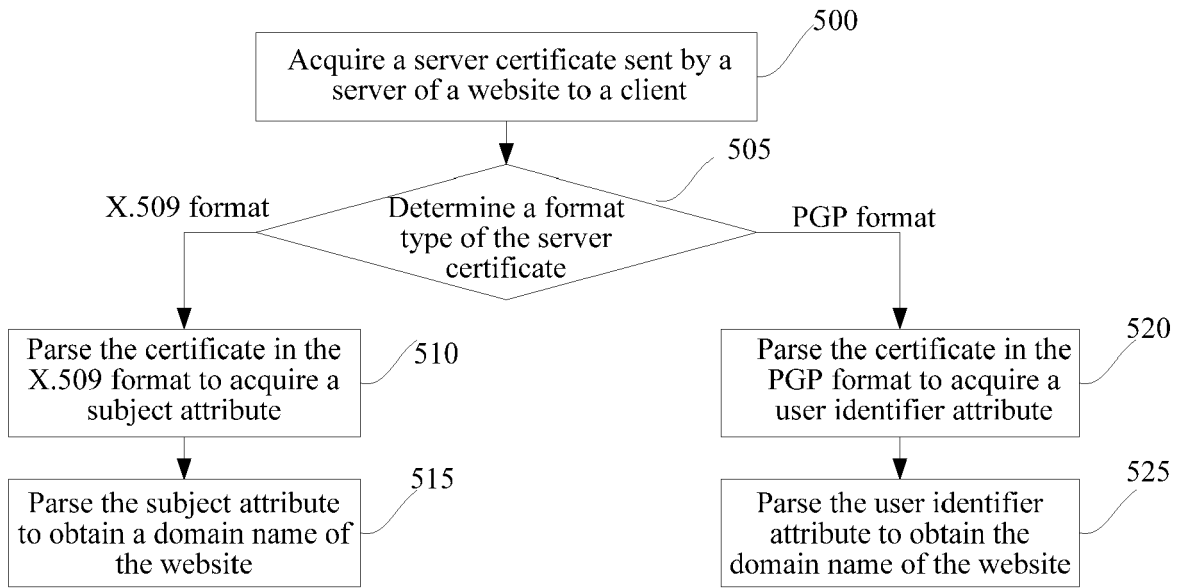 500
Acquire a server certificate sent by a
server of a website to a client
505
X.509 format
Determine a format
type of the server
certificate
PGP format
Parse the certificate in the
X.509 format to acquire a
subject attribute
510
Parse the certificate in the
PGP format to acquire a
user identifier attribute
520
Parse the subject attribute
to obtain a domain name of
the website
515
Parse the user identifier
attribute to obtain the
domain name of the website
525